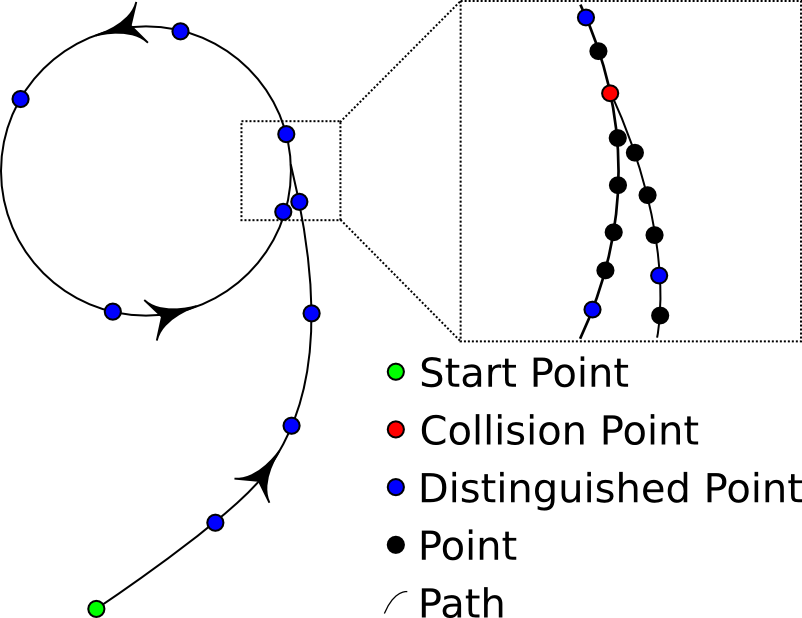 Start Point
Collision Point
Distinguished Point
Point
Path